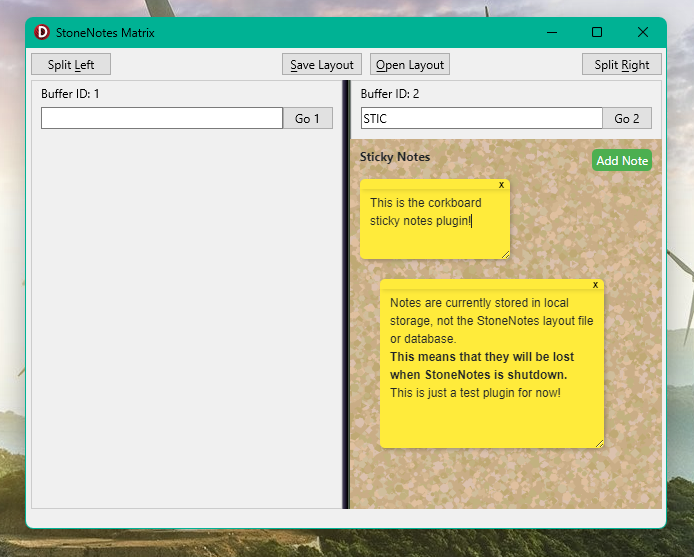 D StoneNotes Matrix
Split Left
Save Layout
Open Layout
Split Right
Buffer ID: 1
Go 1
Buffer ID: 2
STIC
Go 2
Sticky Notes
Add Note
x
This is the corkboard
sticky notes plugin!
x
Notes are currently stored in local
storage, not the StoneNotes layout file
or database.
This means that they will be lost
when StoneNotes is shutdown.
This is just a test plugin for now!